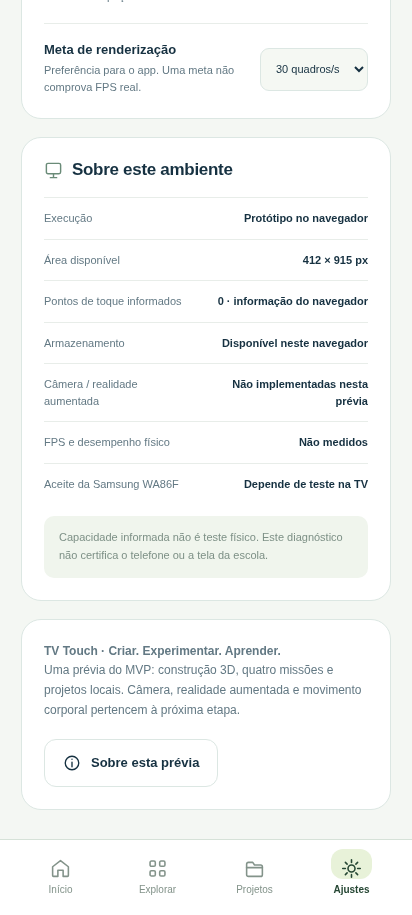 Meta de renderização
Preferência para o app. Uma meta não
comprova FPS real.
30 quadros/s
Sobre este ambiente
Execução
Protótipo no navegador
Área disponível
412 × 915 px
Pontos de toque informados
0 · informação do navegador
Armazenamento
Disponível neste navegador
Câmera / realidade
aumentada
Não implementadas nesta
prévia
FPS e desempenho físico
Não medidos
Aceite da Samsung WA86F
Depende de teste na TV
Capacidade informada não é teste físico. Este diagnóstico
não certifica o telefone ou a tela da escola.
TV Touch · Criar. Experimentar. Aprender.
Uma prévia do MVP: construção 3D, quatro missões e
projetos locais. Câmera, realidade aumentada e movimento
corporal pertencem à próxima etapa.
Sobre esta prévia
Início
Explorar
Projetos
Ajustes